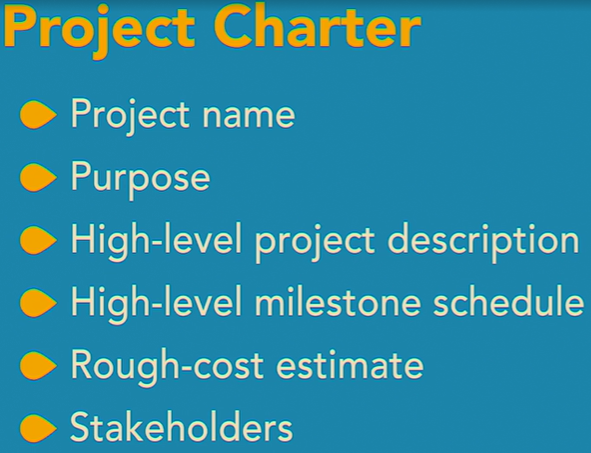 Project Charter
Project name
Purpose
High-level project description
High-level milestone schedule
Rough-cost estimate
Stakeholders